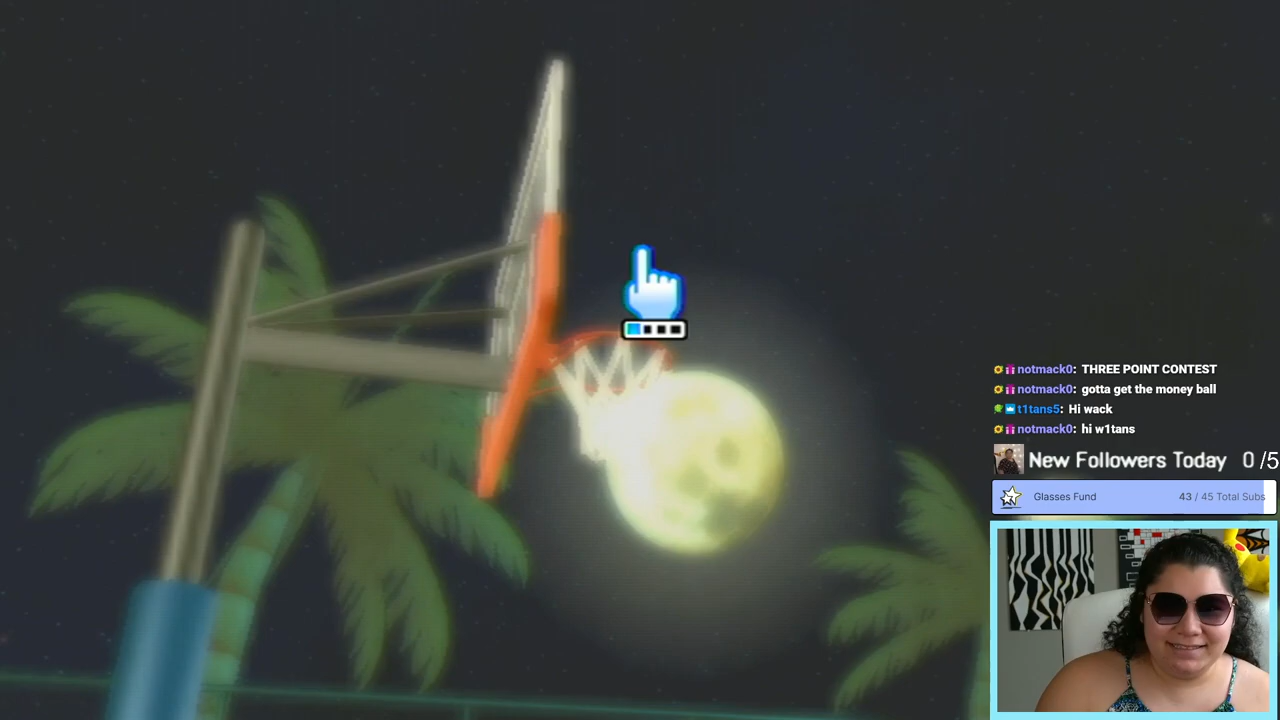 notmack0: THREE POINT CONTEST
notmack0: gotta get the money ball
t1tans5: Hi wack
notmack0: hi w1tans
New Followers Today 0 /5
Glasses Fund 43 / 45 Total Subs